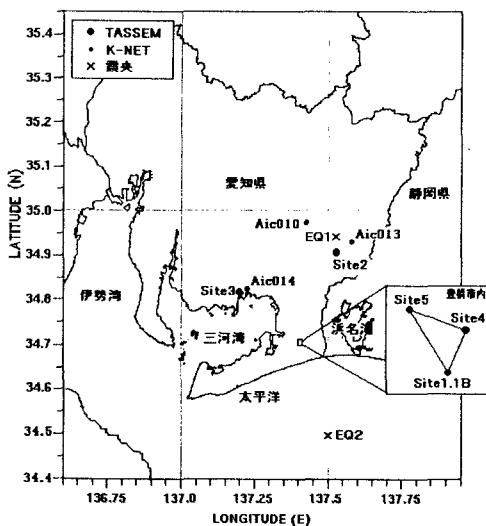 ● TASSEM
• K-NET
× 震央
35.4
35.3
35.2
35.1
35.0
34.9
34.8
34.7
34.6
34.5
34.4
LATITUDE (N)
愛知県
静岡県
Aic010
EQ1
Aic013
Site2
Site3
Aic014
伊勢湾
三河湾
浜名湖
豊橋市内
Site5
Site4
Site1.1B
太平洋
EQ2
136.75
137.0
137.25
137.5
137.75
LONGITUDE (E)